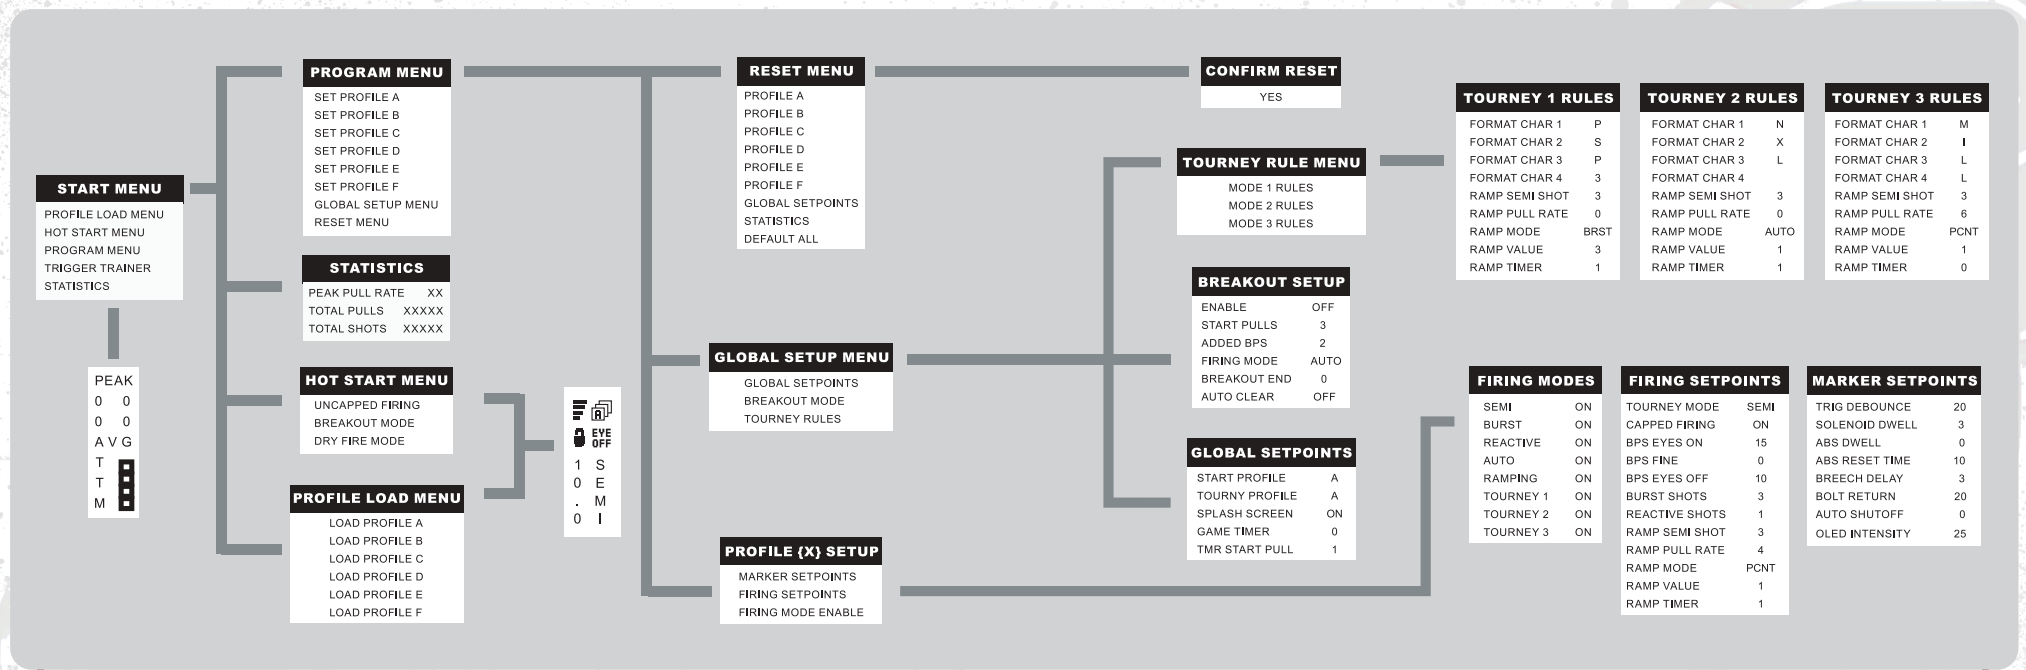 START MENU
PROFILE LOAD MENU
HOT START MENU
PROGRAM MENU
TRIGGER TRAINER
STATISTICS
PEAK
0 0
0 0
AVG
T
T
M
PROGRAM MENU
SET PROFILE A
SET PROFILE B
SET PROFILE C
SET PROFILE D
SET PROFILE E
SET PROFILE F
GLOBAL SETUP MENU
RESET MENU
STATISTICS
PEAK PULL RATE XX
TOTAL PULLS XXXXX
TOTAL SHOTS XXXXX
HOT START MENU
UNCAPPED FIRING
BREAKOUT MODE
DRY FIRE MODE
PROFILE LOAD MENU
LOAD PROFILE A
LOAD PROFILE B
LOAD PROFILE C
LOAD PROFILE D
LOAD PROFILE E
LOAD PROFILE F
A
EYE
OFF
1 S
0 E
. M
0 I
RESET MENU
PROFILE A
PROFILE B
PROFILE C
PROFILE D
PROFILE E
PROFILE F
GLOBAL SETPOINTS
STATISTICS
DEFAULT ALL
GLOBAL SETUP MENU
GLOBAL SETPOINTS
BREAKOUT MODE
TOURNEY RULES
PROFILE {X} SETUP
MARKER SETPOINTS
FIRING SETPOINTS
FIRING MODE ENABLE
CONFIRM RESET
YES
TOURNEY RULE MENU
MODE 1 RULES
MODE 2 RULES
MODE 3 RULES
BREAKOUT SETUP
ENABLE OFF
START PULLS 3
ADDED BPS 2
FIRING MODE AUTO
BREAKOUT END 0
AUTO CLEAR OFF
GLOBAL SETPOINTS
START PROFILE A
TOURNY PROFILE A
SPLASH SCREEN ON
GAME TIMER 0
TMR START PULL 1
TOURNEY 1 RULES
FORMAT CHAR 1 P
FORMAT CHAR 2 S
FORMAT CHAR 3 P
FORMAT CHAR 4 3
RAMP SEMI SHOT 3
RAMP PULL RATE 0
RAMP MODE BRST
RAMP VALUE 3
RAMP TIMER 1
TOURNEY 2 RULES
FORMAT CHAR 1 N
FORMAT CHAR 2 X
FORMAT CHAR 3 L
FORMAT CHAR 4
RAMP SEMI SHOT 3
RAMP PULL RATE 0
RAMP MODE AUTO
RAMP VALUE 1
RAMP TIMER 1
TOURNEY 3 RULES
FORMAT CHAR 1 M
FORMAT CHAR 2 I
FORMAT CHAR 3 L
FORMAT CHAR 4 L
RAMP SEMI SHOT 3
RAMP PULL RATE 6
RAMP MODE PCNT
RAMP VALUE 1
RAMP TIMER 0
FIRING MODES
SEMI ON
BURST ON
REACTIVE ON
AUTO ON
RAMPING ON
TOURNEY 1 ON
TOURNEY 2 ON
TOURNEY 3 ON
FIRING SETPOINTS
TOURNEY MODE SEMI
CAPPED FIRING ON
BPS EYES ON 15
BPS FINE 0
BPS EYES OFF 10
BURST SHOTS 3
REACTIVE SHOTS 1
RAMP SEMI SHOT 3
RAMP PULL RATE 4
RAMP MODE PCNT
RAMP VALUE 1
RAMP TIMER 1
MARKER SETPOINTS
TRIG DEBOUNCE 20
SOLENOID DWELL 3
ABS DWELL 0
ABS RESET TIME 10
BREECH DELAY 3
BOLT RETURN 20
AUTO SHUTOFF 0
OLED INTENSITY 25